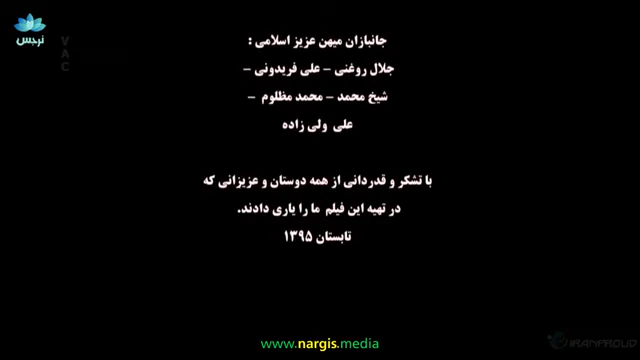 نرجس
VAC
جانبازان میهن عزیز اسلامی :
جلال روغنی – علی فریدونی –
شیخ محمد – محمد مظلوم –
علی ولی زاده
با تشکر و قدردانی از همه دوستان و عزیزانی که
در تهیه این فیلم ما را یاری دادند.
تابستان ۱۳۹۵
www.nargis.media
IRANPROUD